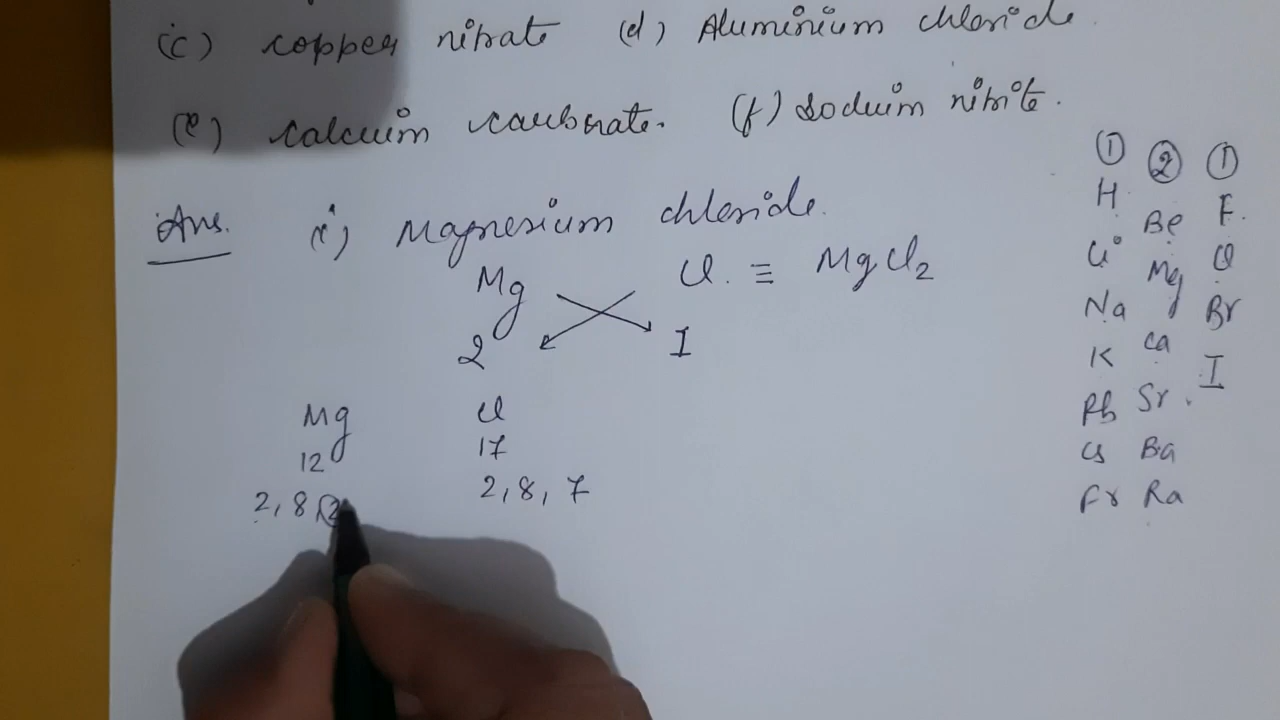 (c) copper nitrate (d) Aluminium chloride
(e) calcium carbonate. (f) Sodium nitrite.
Ans. (i) Magnesium chloride.
Mg Cl ≡ MgCl2
2 I
Mg Cl
12 17
2, 8, 2 2, 8, 7
① ② ①
H Be F.
Li Mg Cl
Na Ca Br
K Sr. I
Rb Ba
Cs Ra
Fr